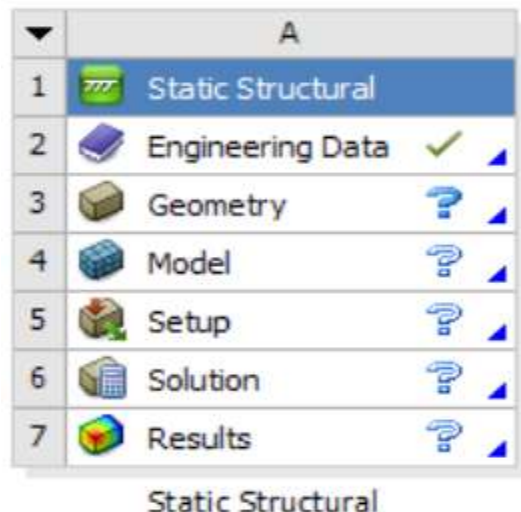 A
1 Static Structural
2 Engineering Data
3 Geometry ?
4 Model ?
5 Setup ?
6 Solution ?
7 Results ?
Static Structural